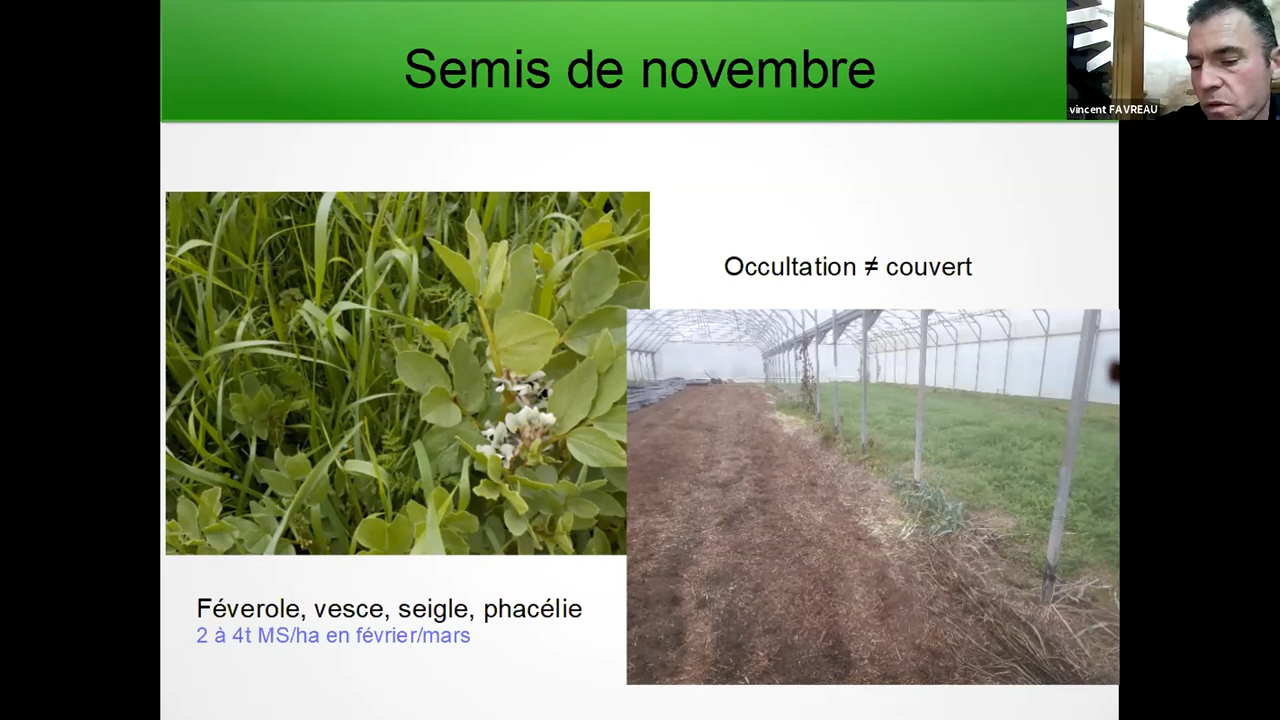 Semis de novembre
vincent FAVREAU
Occultation ≠ couvert
Féverole, vesce, seigle, phacélie
2 à 4t MS/ha en février/mars